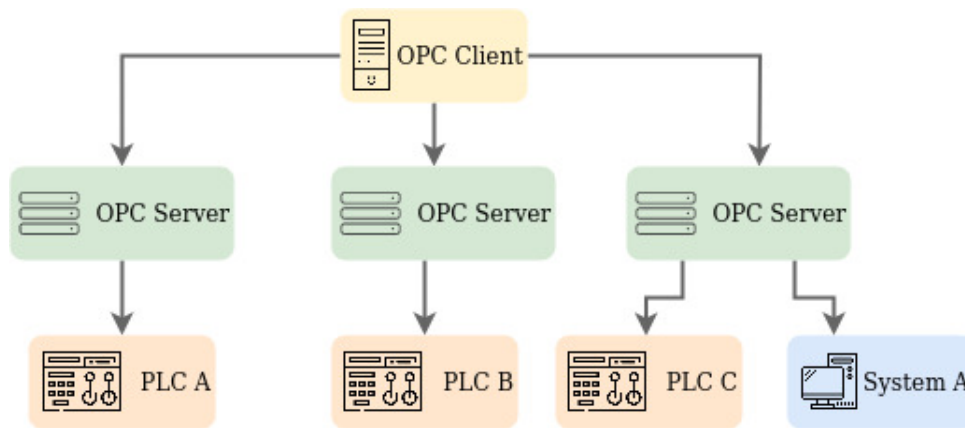 OPC Client
OPC Server
OPC Server
OPC Server
PLC A
PLC B
PLC C
System A